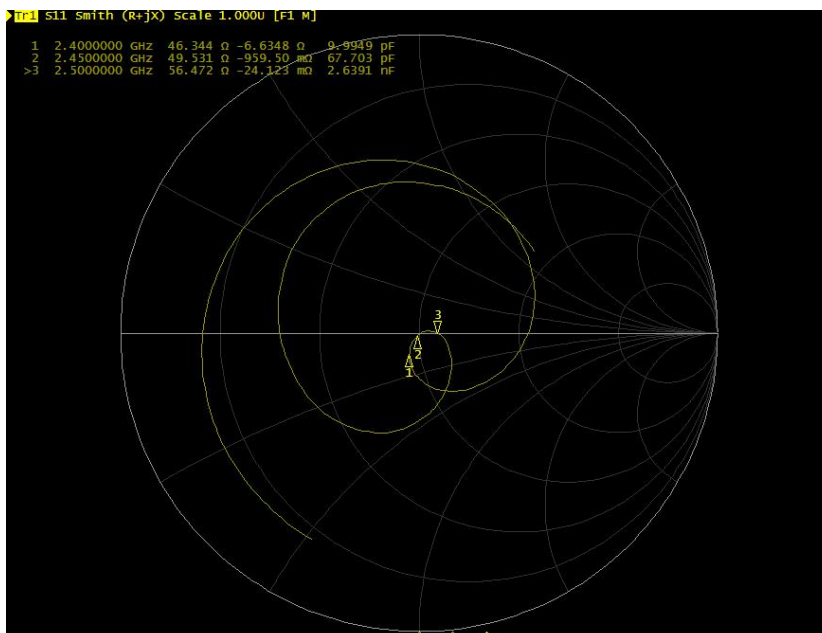 Tr1 S11 Smith (R+jX) Scale 1.000U [F1 M]
1 2.4000000 GHz 46.344 Ω -6.6348 Ω 9.9949 pF
2 2.4500000 GHz 49.531 Ω -959.50 mΩ 67.703 pF
>3 2.5000000 GHz 56.472 Ω -24.123 mΩ 2.6391 nF
3
2
1